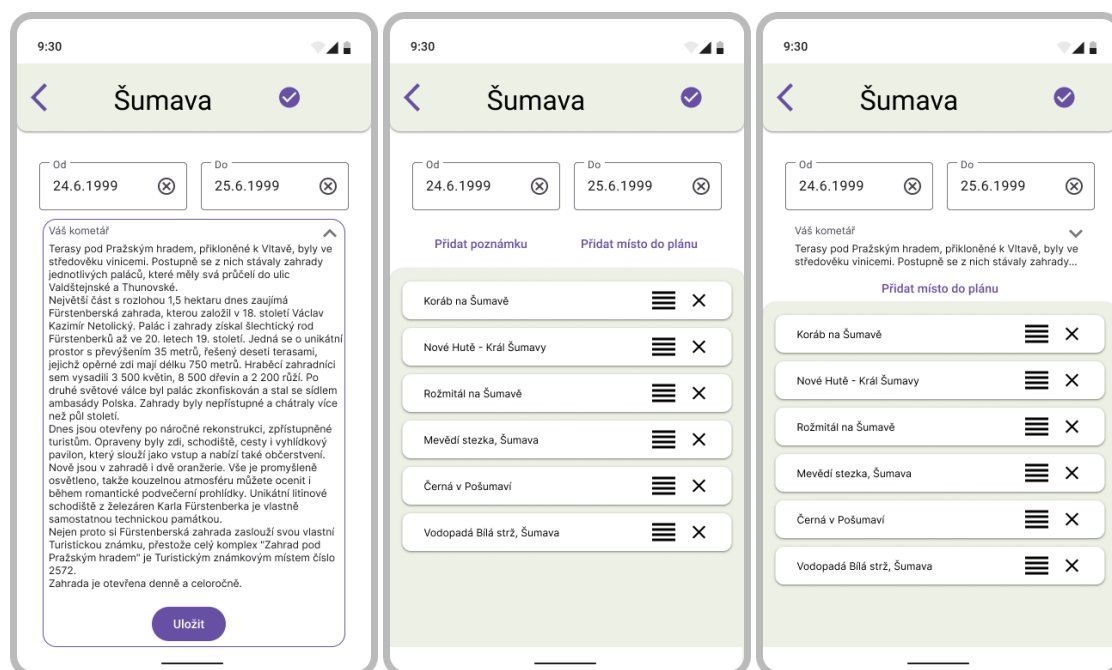 9:30
Šumava
Od
Do
24.6.1999
25.6.1999
Váš kometář
Terasy pod Pražským hradem, přikloněné k Vltavě, byly ve
středověku vinicemi. Postupně se z nich stávaly zahrady
jednotlivých paláců, které měly svá průčelí do ulic
Valdštejnské a Thunovské.
Největší část s rozlohou 1,5 hektaru dnes zaujímá
Fürstenberská zahrada, kterou založil v 18. století Václav
Kazimír Netolický. Palác i zahrady získal šlechtický rod
Fürstenberků až ve 20. letech 19. století. Jedná se o unikátní
prostor s převýšením 35 metrů, řešený deseti terasami,
jejichž opěrné zdi mají délku 750 metrů. Hraběcí zahradníci
sem vysadili 3 500 květin, 8 500 dřevin a 2 200 růží. Po
druhé světové válce byl palác zkonfiskován a stal se sídlem
ambasády Polska. Zahrady byly nepřístupné a chátraly více
než půl století.
Dnes jsou otevřeny po náročné rekonstrukci, zpřístupněné
turistům. Opraveny byly zdi, schodiště, cesty i vyhlídkový
pavilon, který slouží jako vstup a nabízí také občerstvení.
Nově jsou v zahradě i dvě oranžerie. Vše je promyšleně
osvětleno, takže kouzelnou atmosféru můžete ocenit i
během romantické podvečerní prohlídky. Unikátní litinové
schodiště z železáren Karla Fürstenberka je vlastně
samostatnou technickou památkou.
Nejen proto si Fürstenberská zahrada zaslouží svou vlastní
Turistickou známku, přestože celý komplex "Zahrad pod
Pražským hradem" je Turistickým známkovým místem číslo
2572.
Zahrada je otevřena denně a celoročně.
Uložit
9:30
Šumava
Od
Do
24.6.1999
25.6.1999
Přidat poznámku
Přidat místo do plánu
Koráb na Šumavě
Nové Hutě - Král Šumavy
Rožmitál na Šumavě
Mevědí stezka, Šumava
Černá v Pošumaví
Vodopadá Bílá strž, Šumava
9:30
Šumava
Od
Do
24.6.1999
25.6.1999
Váš kometář
Terasy pod Pražským hradem, přikloněné k Vltavě, byly ve
středověku vinicemi. Postupně se z nich stávaly zahrady...
Přidat místo do plánu
Koráb na Šumavě
Nové Hutě - Král Šumavy
Rožmitál na Šumavě
Mevědí stezka, Šumava
Černá v Pošumaví
Vodopadá Bílá strž, Šumava